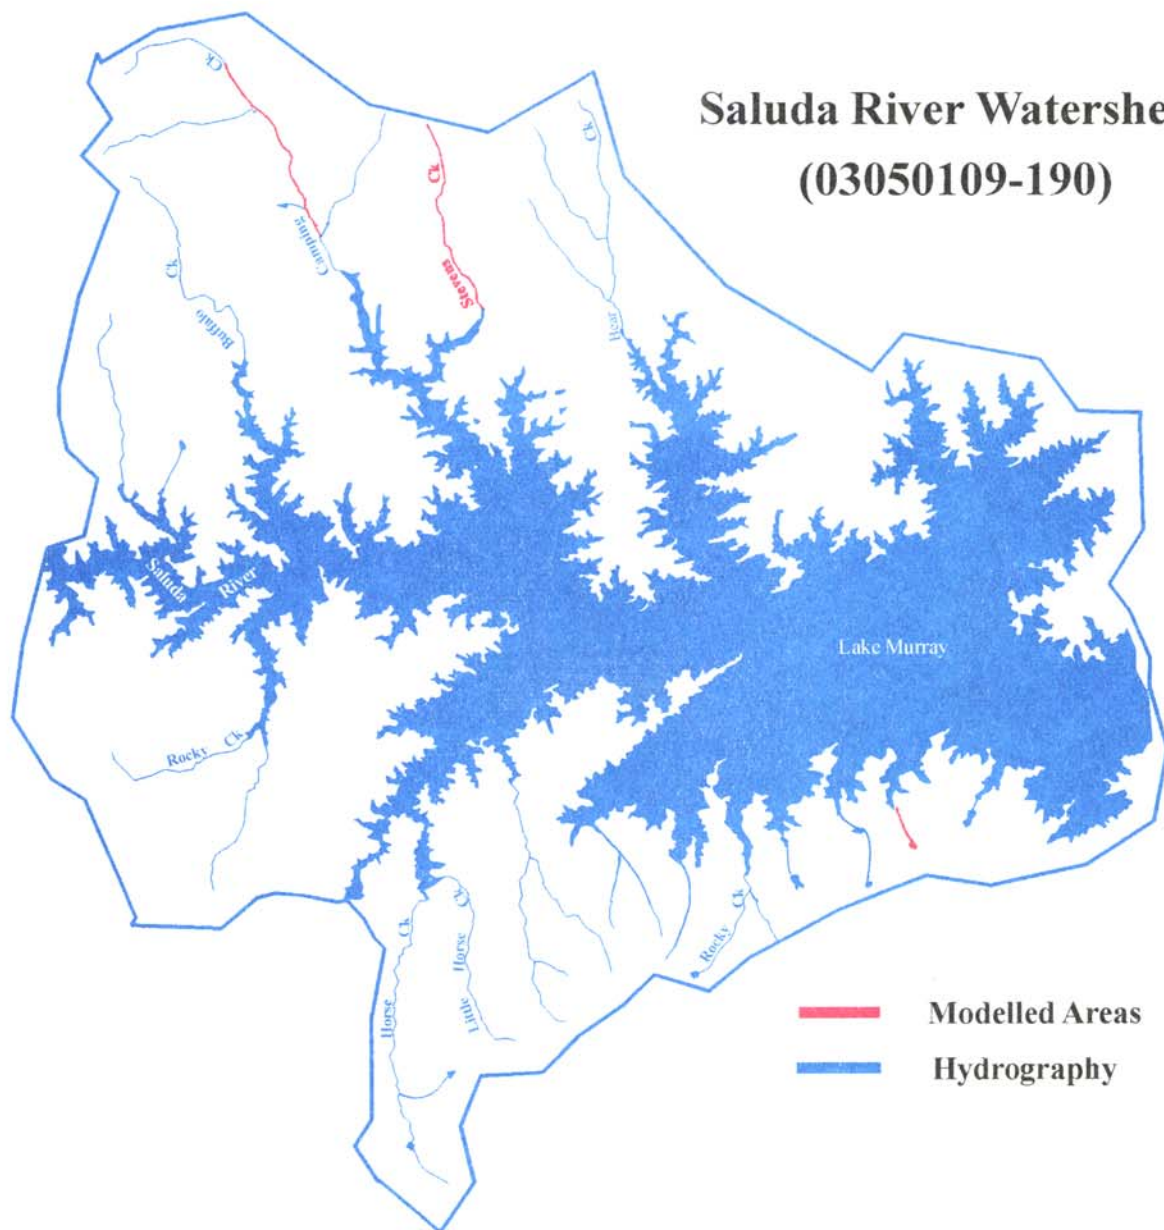 Saluda River Watershe
(03050109-190)
Ck
Camping
Ck
Stevens
Ck
Bear
Ck
Buffalo
Saluda
River
Lake Murray
Rocky Ck
Ck
Horse
Ck
Horse
Little
Ck
Rocky
Modelled Areas
Hydrography